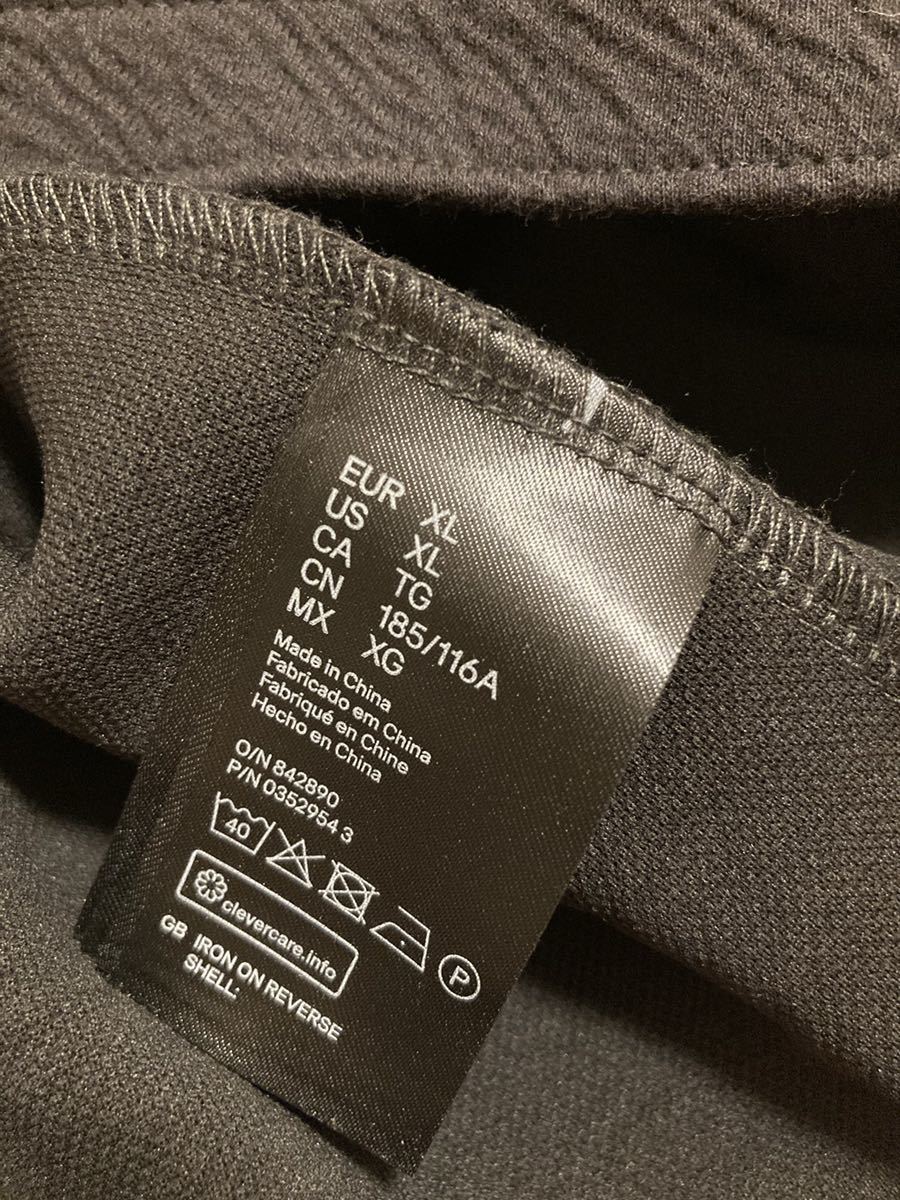 EUR XL
US XL
CA TG
CN 185/116A
MX XG
Made in China
Fabricado em China
Fabriqué en Chine
Hecho en China
O/N 842890
P/N 0352954 3
40
P
clevercare.info
GB IRON ON REVERSE
SHELL: